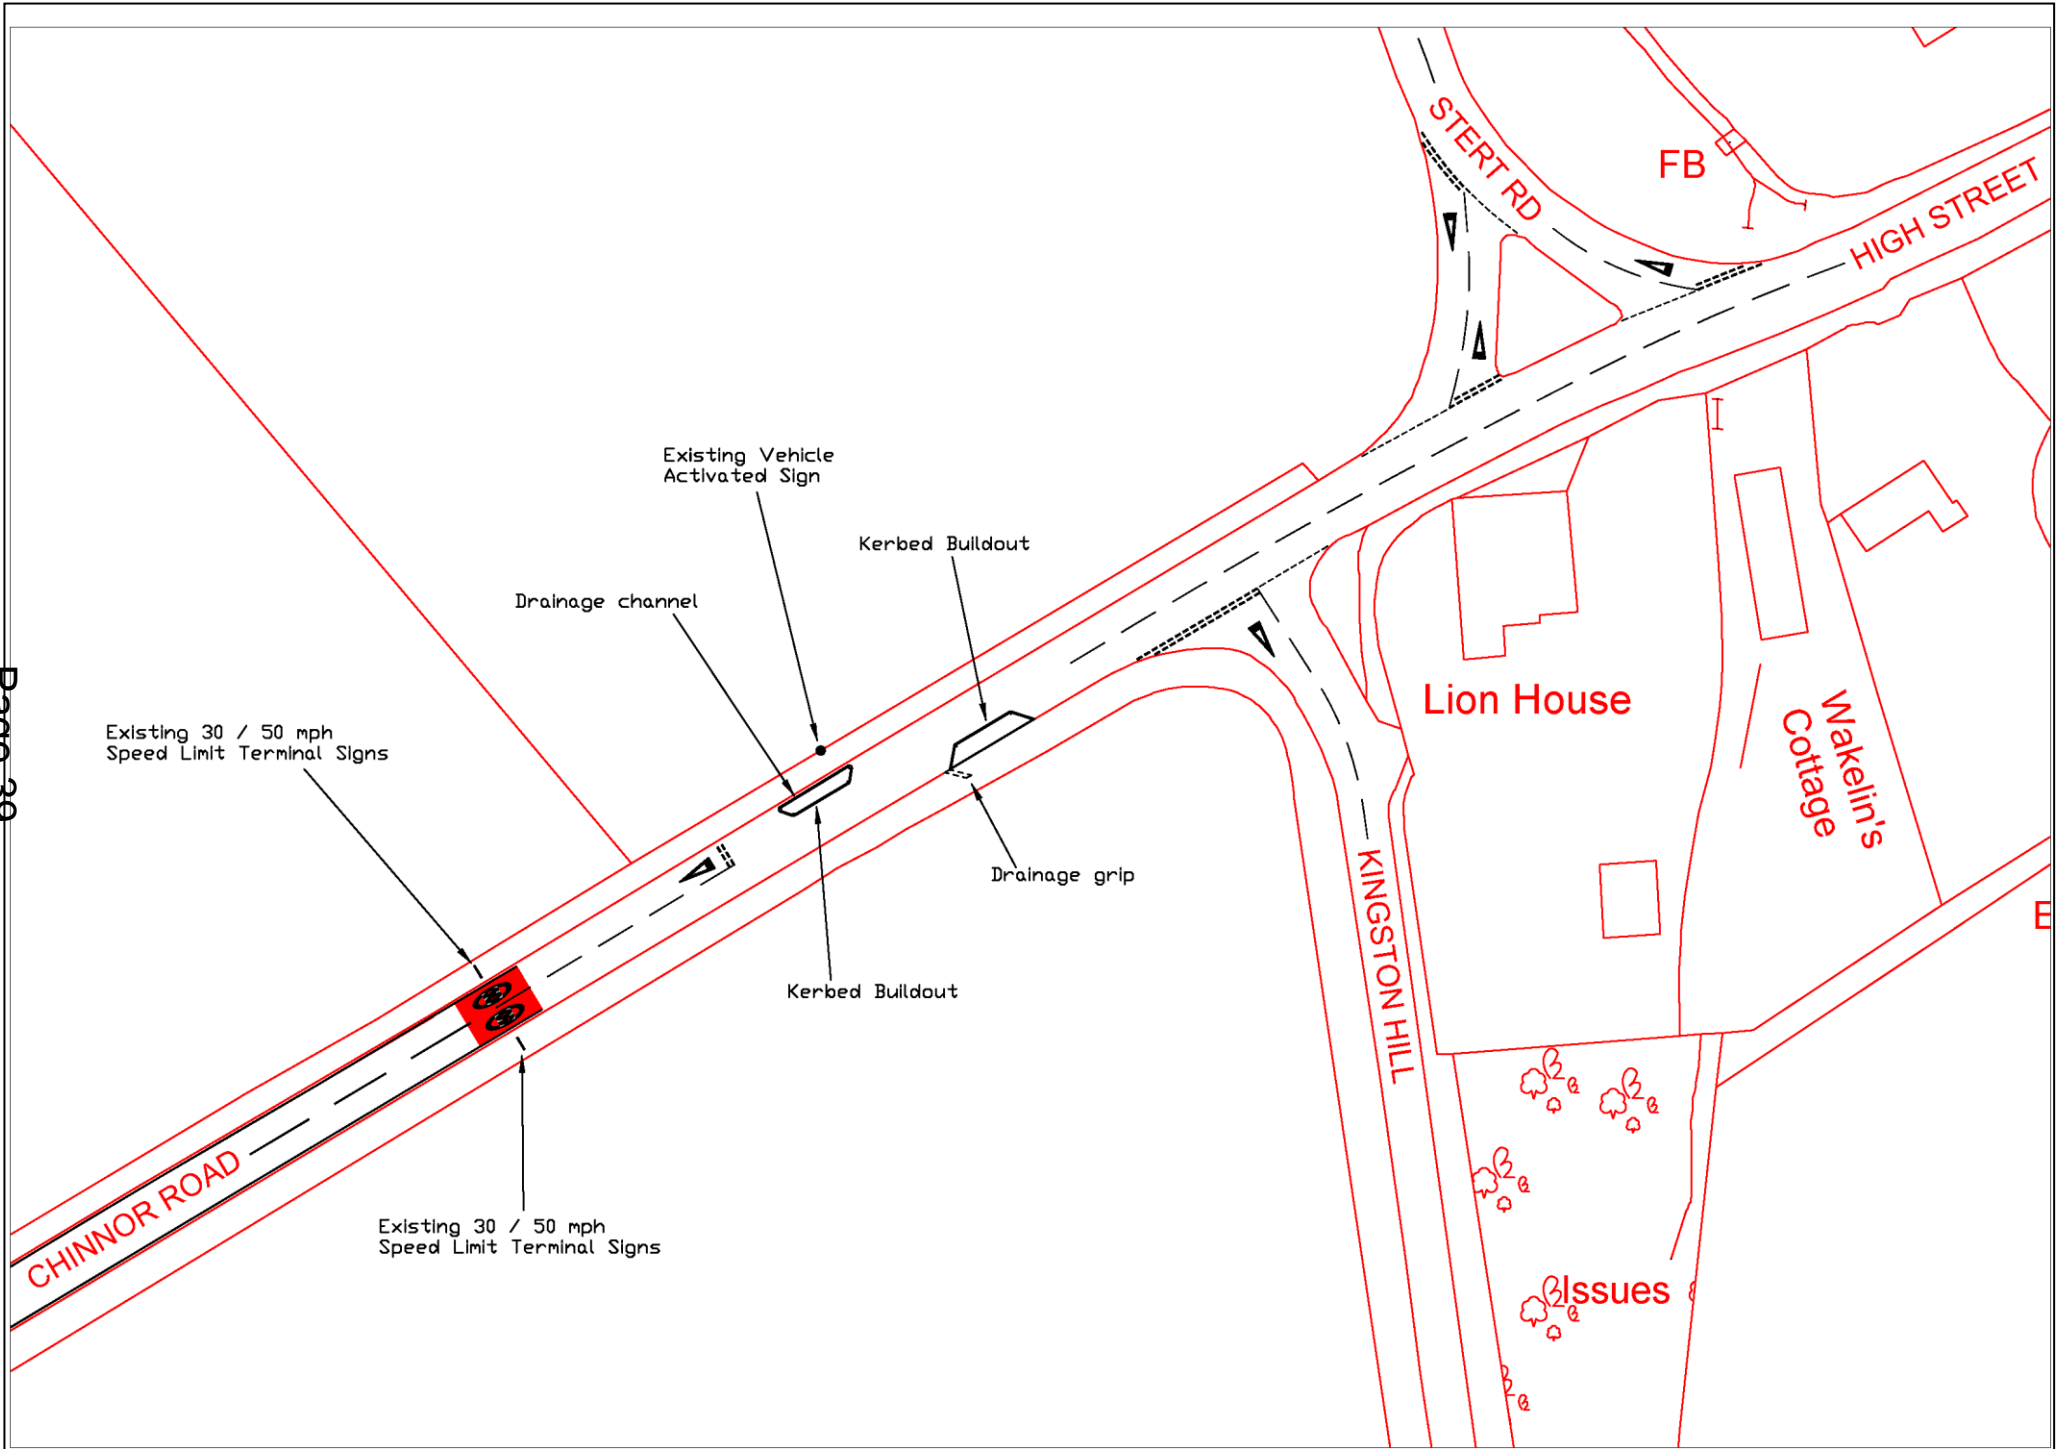 STERT RD
FB
HIGH STREET
Existing Vehicle
Activated Sign
Kerbed Buildout
Drainage channel
Existing 30 / 50 mph
Speed Limit Terminal Signs
Lion House
Wakelin's
Cottage
Drainage grip
Kerbed Buildout
KINGSTON HILL
CHINNOR ROAD
Existing 30 / 50 mph
Speed Limit Terminal Signs
Issues
E